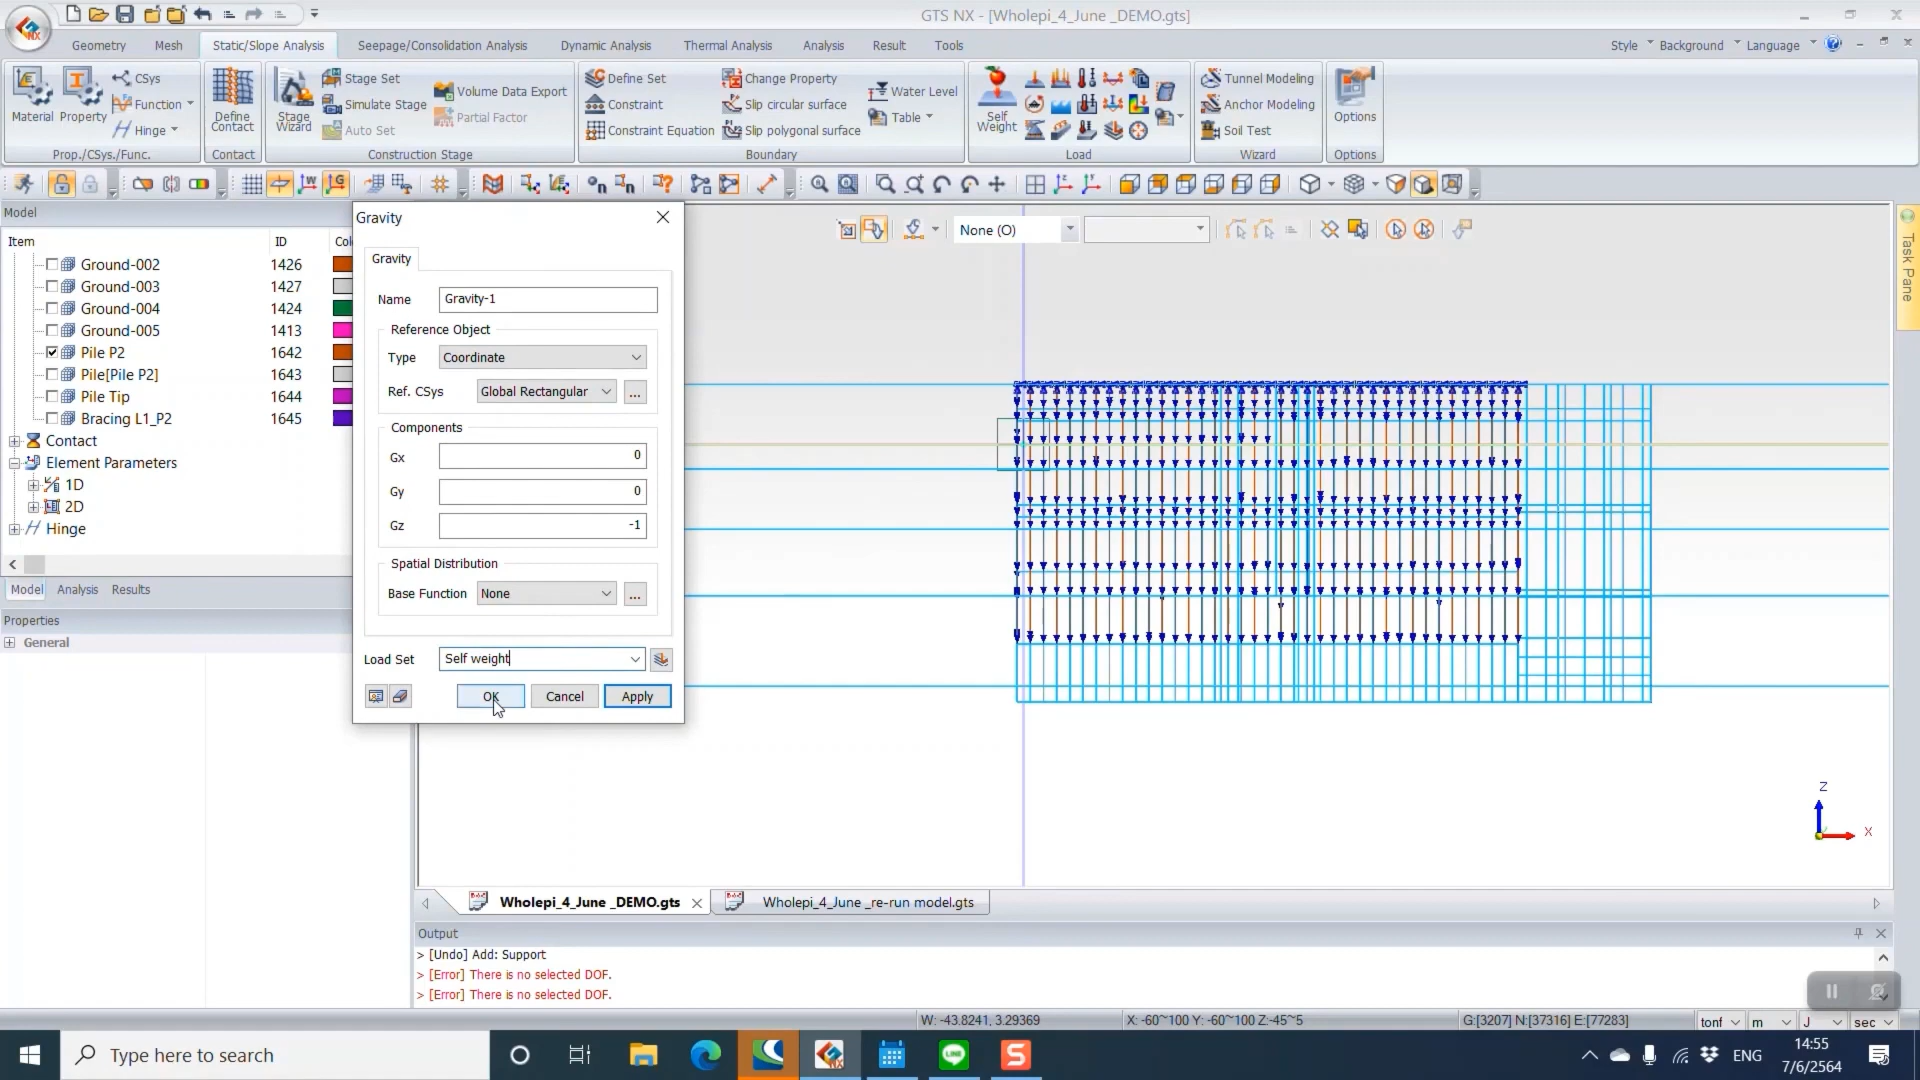 GTS NX - [Wholepi_4_June _DEMO.gts]
Geometry Mesh Static/Slope Analysis Seepage/Consolidation Analysis Dynamic Analysis Thermal Analysis Analysis Result Tools
Style Background Language
Material Property CSys Function Hinge
Prop./CSys./Func.
Define Contact
Contact
Stage Wizard Stage Set Simulate Stage Auto Set Volume Data Export Partial Factor
Construction Stage
Define Set Constraint Constraint Equation Change Property Slip circular surface Slip polygonal surface Water Level Table
Boundary
Self Weight
Load
Tunnel Modeling Anchor Modeling Soil Test
Wizard
Options
Options
Model
Item ID Col
Ground-002 1426
Ground-003 1427
Ground-004 1424
Ground-005 1413
Pile P2 1642
Pile[Pile P2] 1643
Pile Tip 1644
Bracing L1_P2 1645
Contact
Element Parameters
1D
2D
Hinge
Model Analysis Results
Properties
General
Gravity
Gravity
Name Gravity-1
Reference Object
Type Coordinate
Ref. CSys Global Rectangular ...
Components
Gx 0
Gy 0
Gz -1
Spatial Distribution
Base Function None ...
Load Set Self weight
OK Cancel Apply
None (O)
Task Pane
Z
X
Wholepi_4_June _DEMO.gts Wholepi_4_June _re-run model.gts
Output
> [Undo] Add: Support
> [Error] There is no selected DOF.
> [Error] There is no selected DOF.
W: -43.8241, 3.29369 X: -60~100 Y: -60~100 Z:-45~5 G:[3207] N:[37316] E:[77283] tonf m J sec
Type here to search
ENG
14:55
7/6/2564